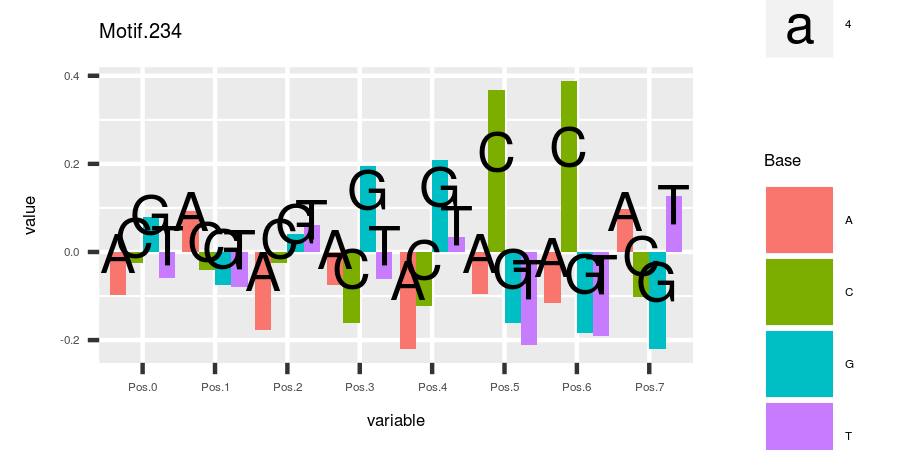 Motif.234
a 4
0.4
0.2
0.0
-0.2
value
A C G T A C G T A C G T A C G T A C G T A C G T A C G T A C G T
Pos.0 Pos.1 Pos.2 Pos.3 Pos.4 Pos.5 Pos.6 Pos.7
variable
Base
A
C
G
T